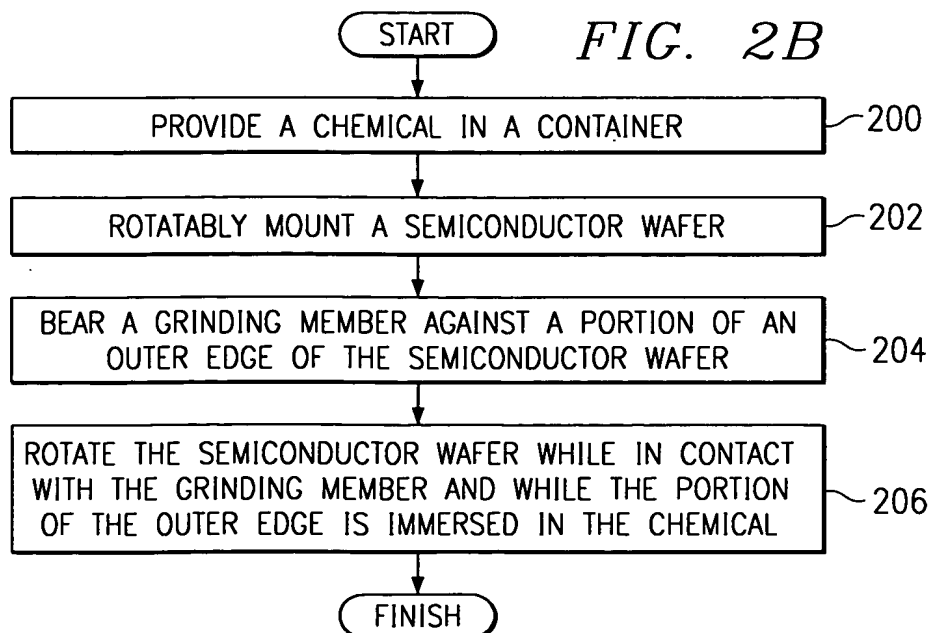 START
FIG. 2B
PROVIDE A CHEMICAL IN A CONTAINER
200
ROTATABLY MOUNT A SEMICONDUCTOR WAFER
202
BEAR A GRINDING MEMBER AGAINST A PORTION OF AN
OUTER EDGE OF THE SEMICONDUCTOR WAFER
204
ROTATE THE SEMICONDUCTOR WAFER WHILE IN CONTACT
WITH THE GRINDING MEMBER AND WHILE THE PORTION
OF THE OUTER EDGE IS IMMERSED IN THE CHEMICAL
206
FINISH